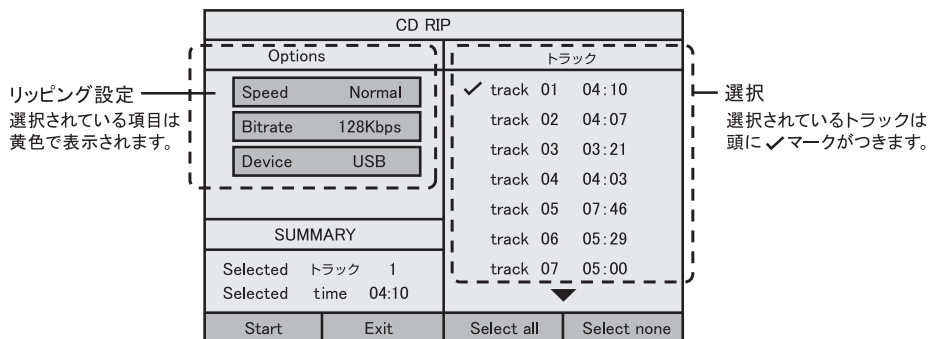 CD RIP
Options
リッピング設定
選択されている項目は
黄色で表示されます。
Speed Normal
Bitrate 128Kbps
Device USB
SUMMARY
Selected トラック 1
Selected time 04:10
トラック
✓ track 01 04:10
track 02 04:07
track 03 03:21
track 04 04:03
track 05 07:46
track 06 05:29
track 07 05:00
選択
選択されているトラックは
頭に✓マークがつきます。
Start Exit Select all Select none